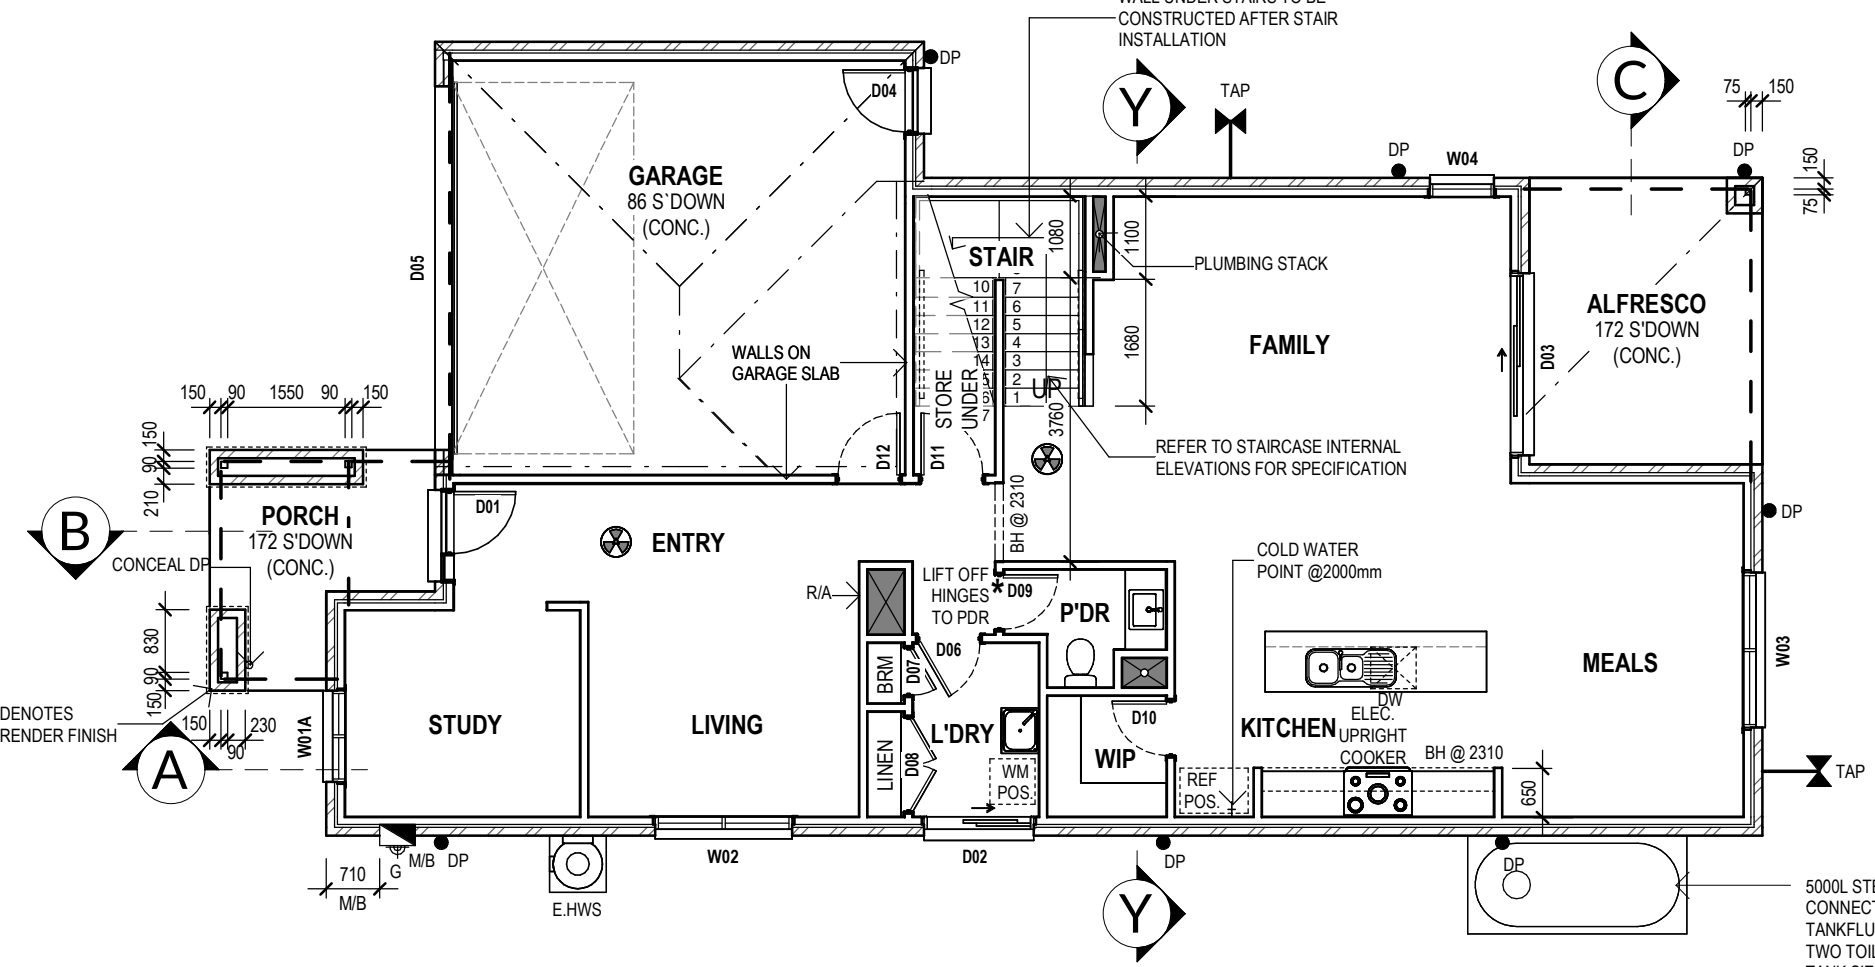 WALL UNDER STAIRS TO BE
CONSTRUCTED AFTER STAIR
INSTALLATION
DP
D04
Y
TAP
C
75
150
DP
W04
DP
150
75
GARAGE
86 S`DOWN
(CONC.)
D05
STAIR
1080
1100
PLUMBING STACK
10 7
11 6
12 5
13 4
14 3
2
1
7
UP
1680
3760
STORE
UNDER
FAMILY
D03
ALFRESCO
172 S'DOWN
(CONC.)
WALLS ON
GARAGE SLAB
150 90 1550 90 150
150
90
210
D12
D11
REFER TO STAIRCASE INTERNAL
ELEVATIONS FOR SPECIFICATION
BH @ 2310
B
PORCH
172 S'DOWN
(CONC.)
CONCEAL DP
D01
ENTRY
DP
COLD WATER
POINT @2000mm
R/A
LIFT OFF
HINGES
TO PDR
*
D09
P'DR
830
90
150
D06
BRM
D07
MEALS
W03
DENOTES
RENDER FINISH
150
90
230
A
W01A
STUDY
LIVING
LINEN
D08
L'DRY
WM
POS.
D10
WIP
DW
KITCHEN
ELEC.
UPRIGHT
COOKER
BH @ 2310
REF
POS.
650
TAP
710
M/B
G
M/B
DP
E.HWS
W02
D02
DP
Y
DP
5000L
TWO